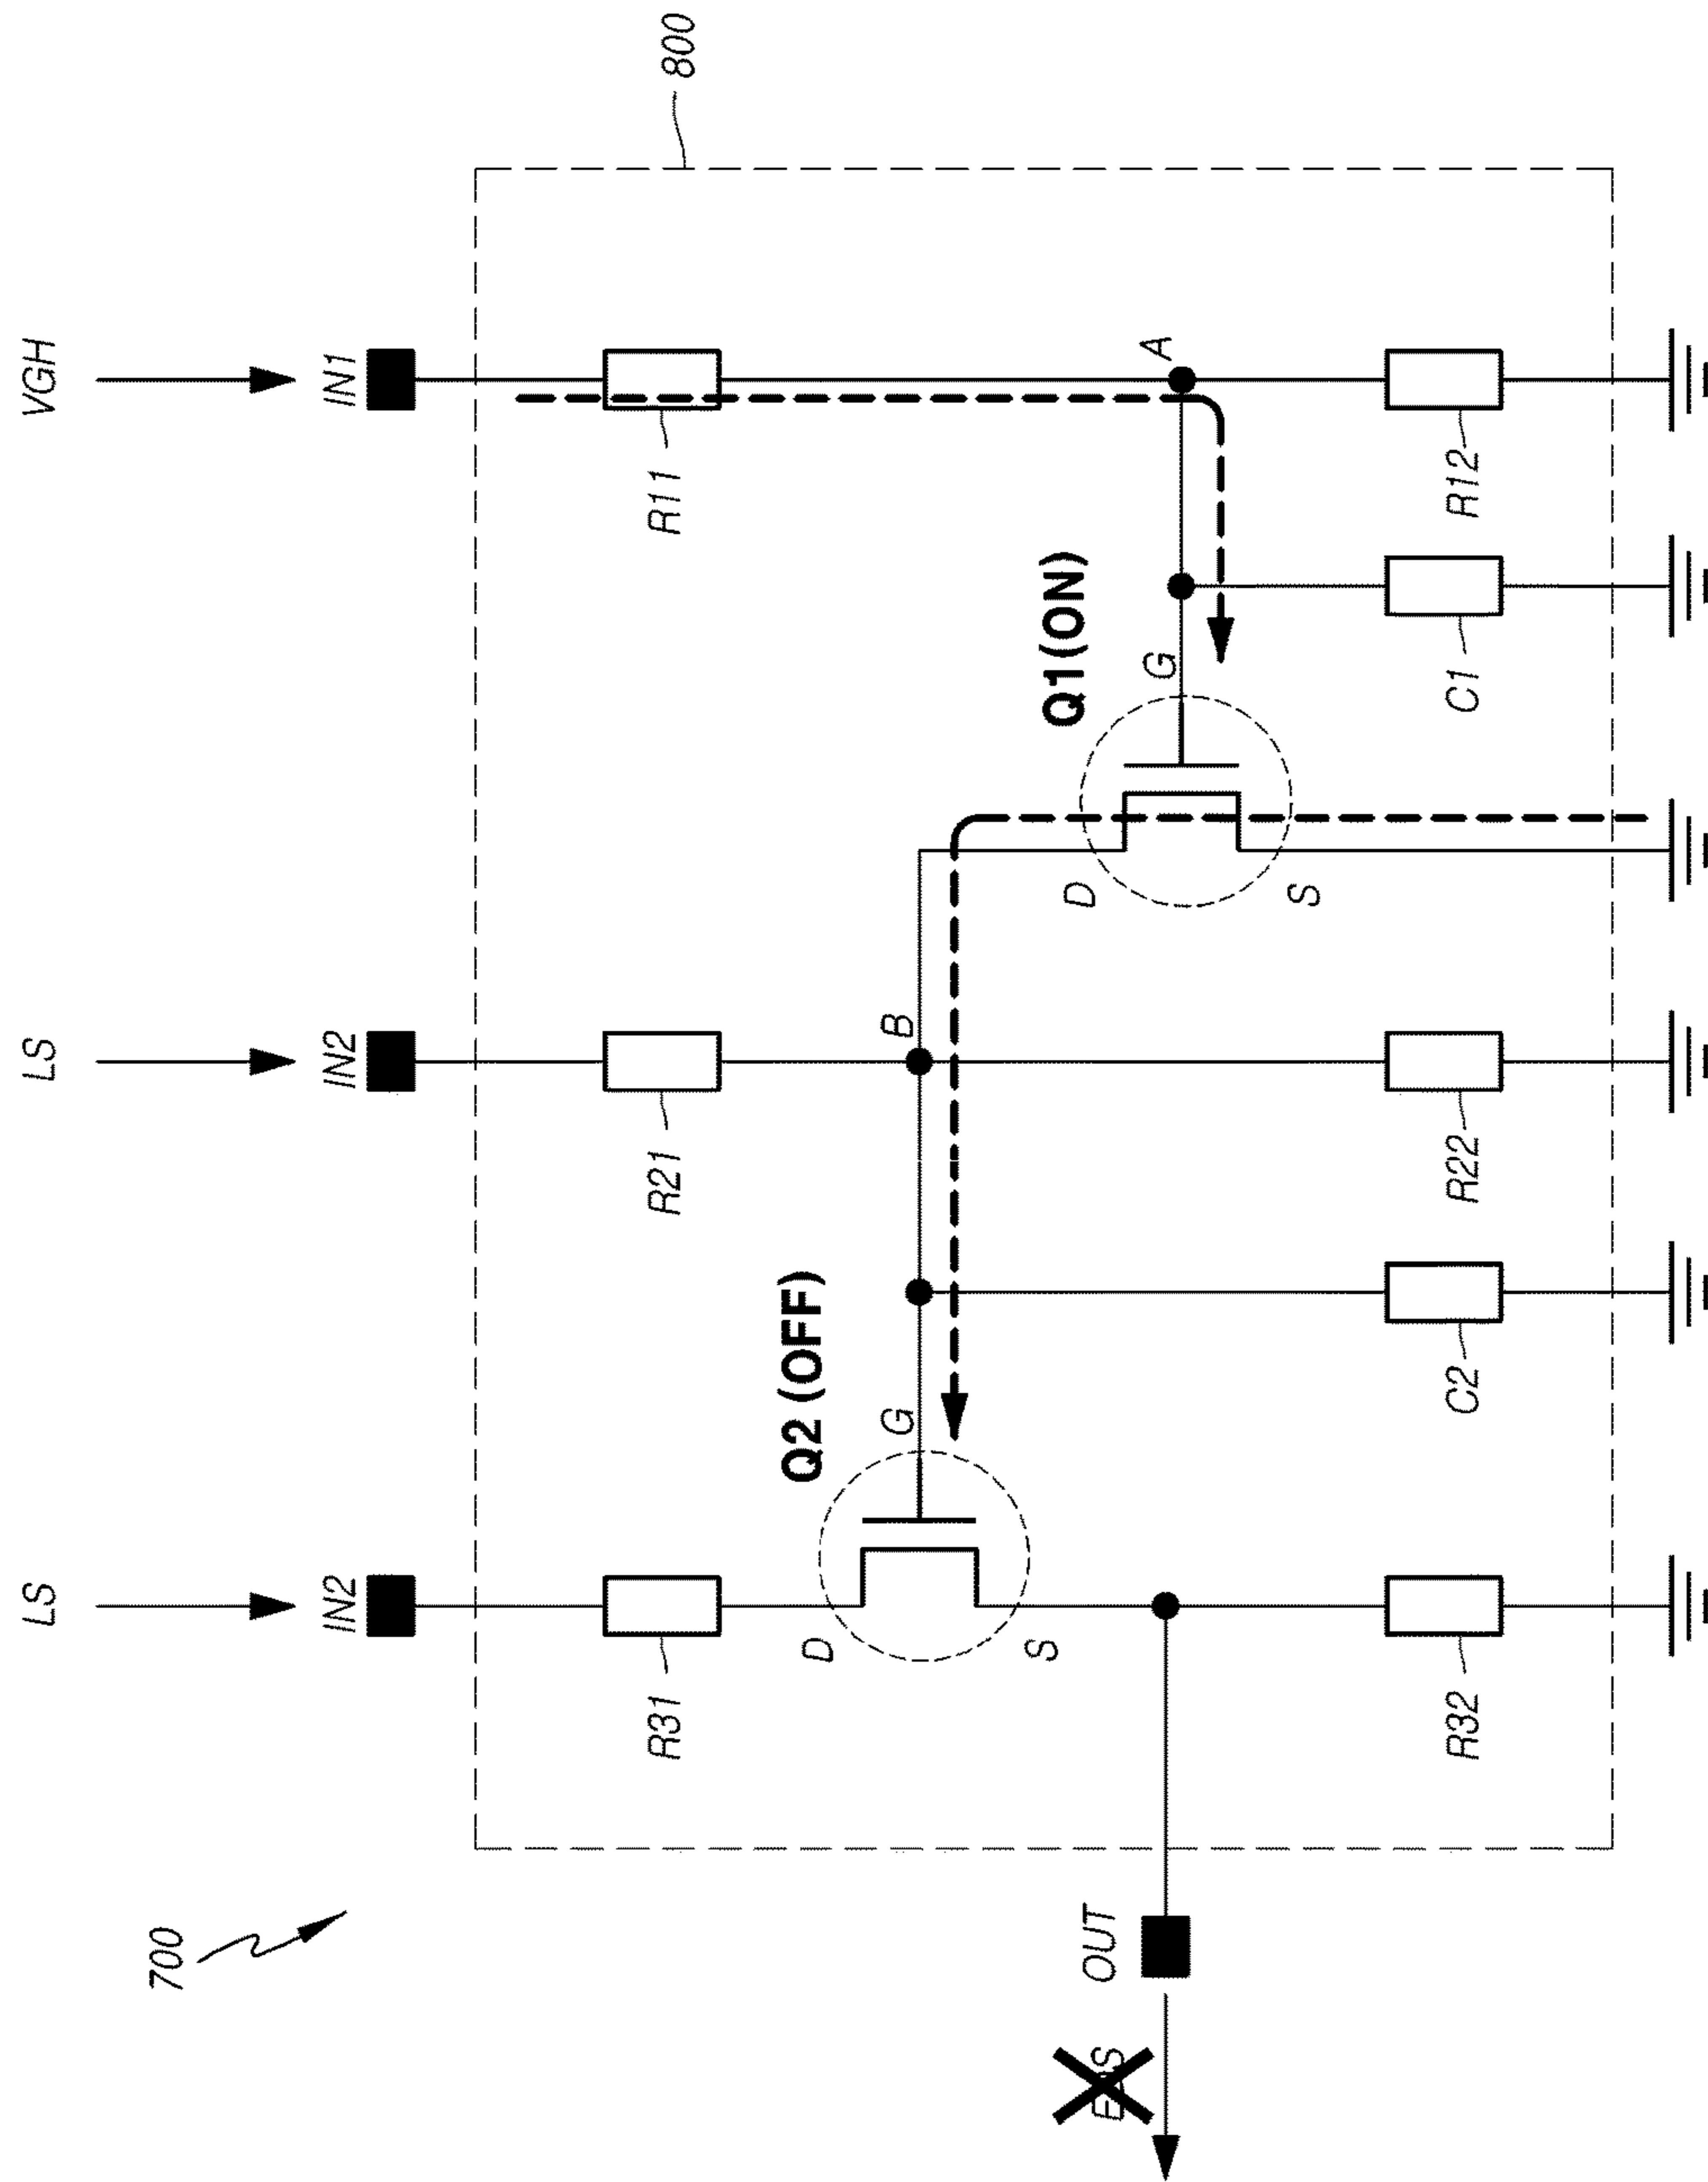 LS
LS
VGH
700
IN2
IN2
IN1
R31
R21
R11
800
Q2 (OFF)
D
G
B
S
Q1(ON)
D
OUT
A
G
S
R32
C2
R22
C1
R12